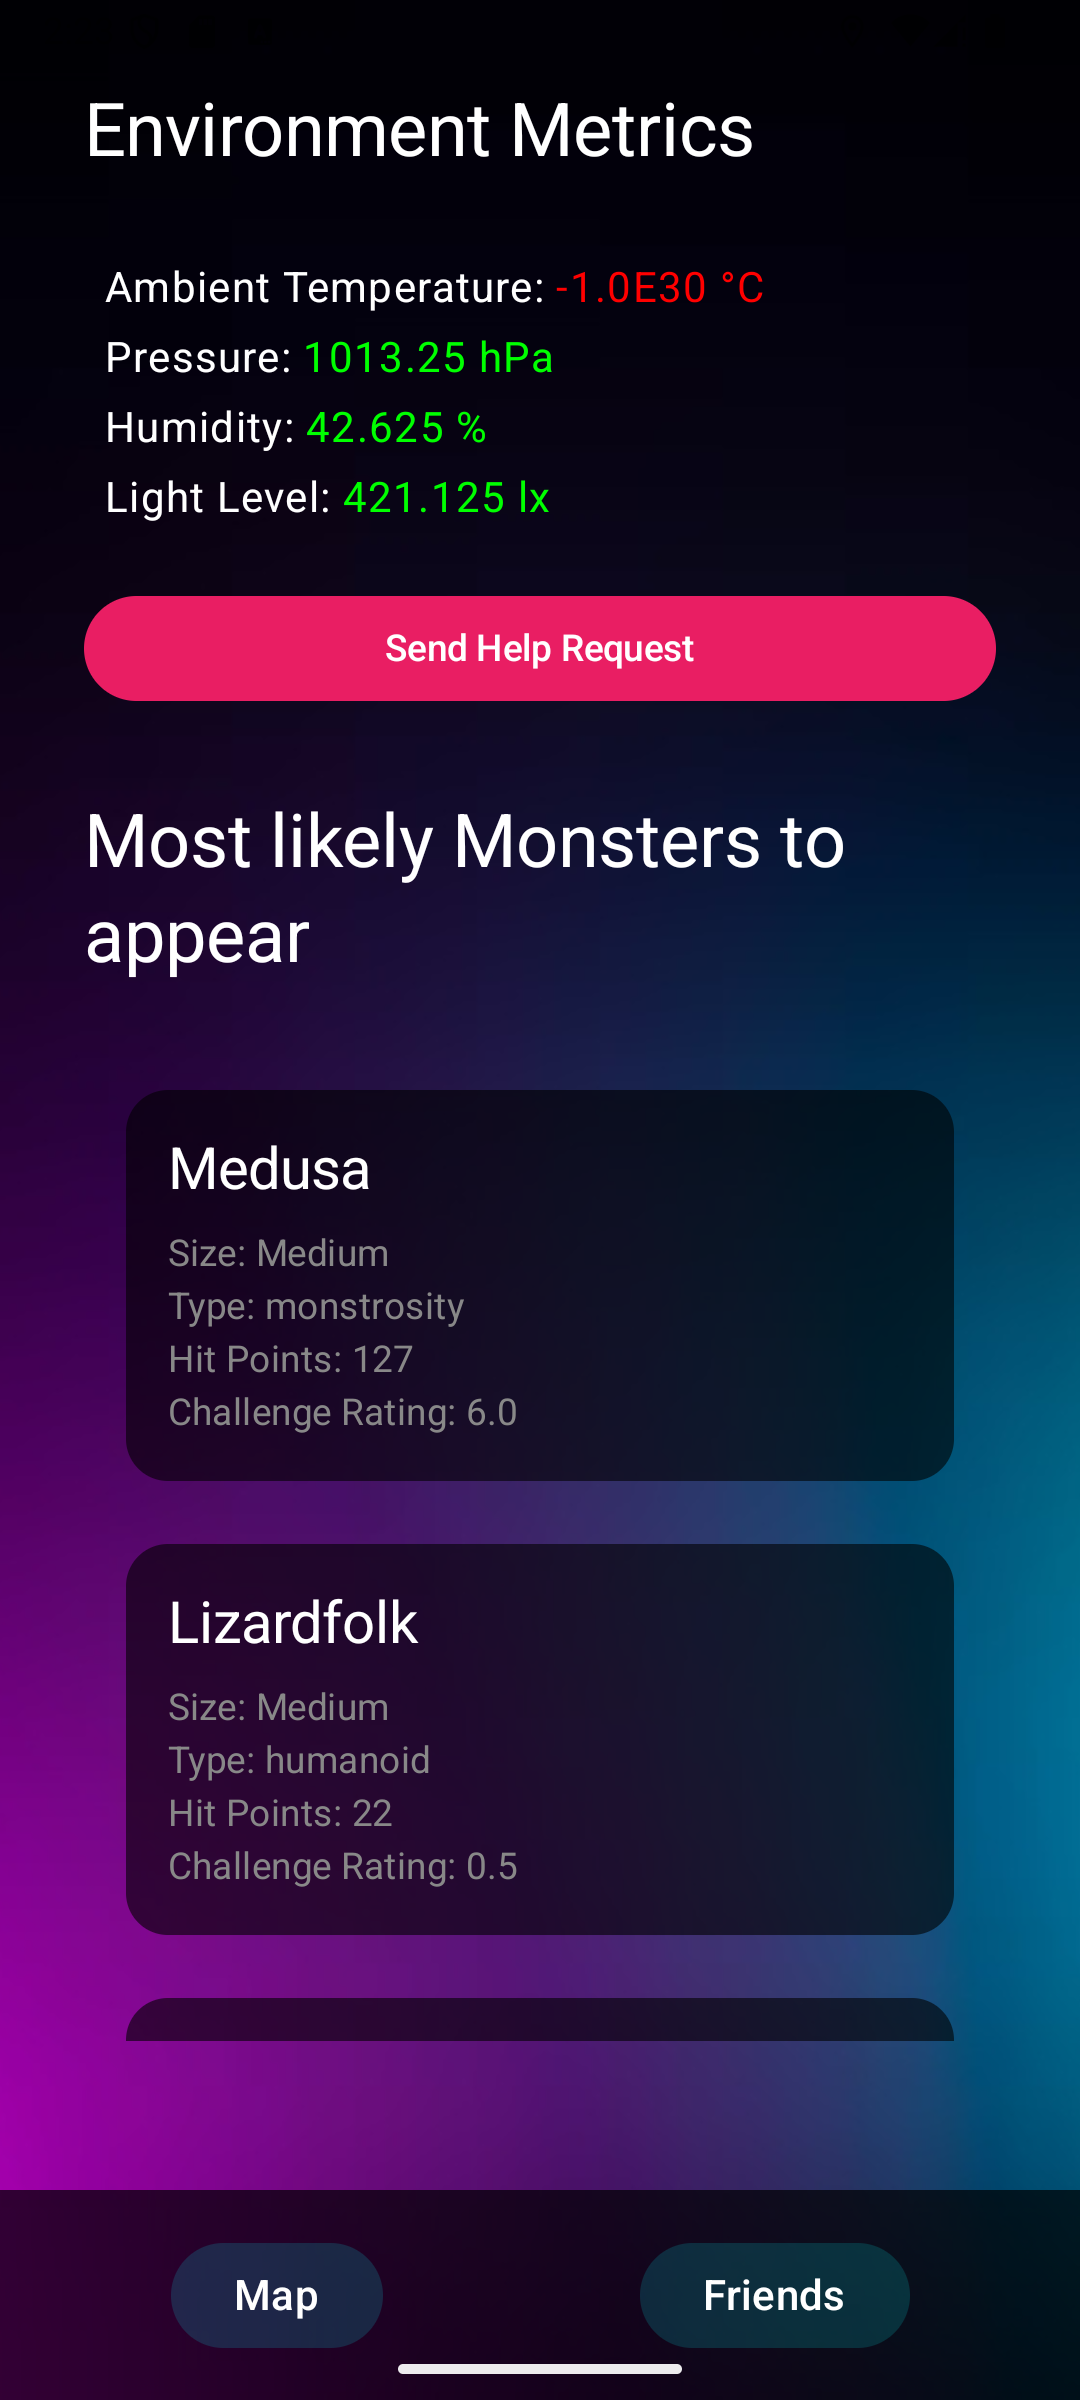 Environment Metrics
Ambient Temperature: -1.0E30 °C
Pressure: 1013.25 hPa
Humidity: 42.625 %
Light Level: 421.125 lx
Send Help Request
Most likely Monsters to
appear
Medusa
Size: Medium
Type: monstrosity
Hit Points: 127
Challenge Rating: 6.0
Lizardfolk
Size: Medium
Type: humanoid
Hit Points: 22
Challenge Rating: 0.5
Map
Friends